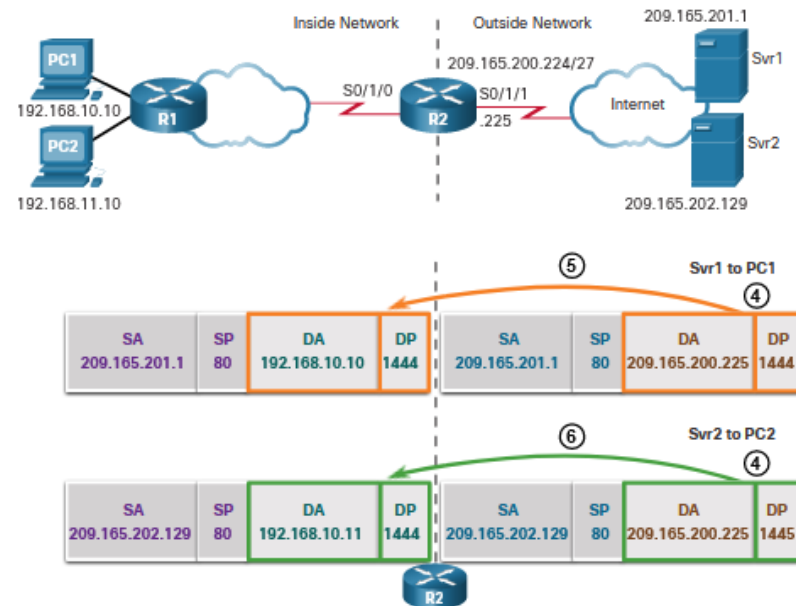 Inside Network
Outside Network
209.165.201.1
PC1
192.168.10.10
PC2
192.168.11.10
R1
S0/1/0
R2
209.165.200.224/27
S0/1/1
.225
Internet
Svr1
Svr2
209.165.202.129
5
Svr1 to PC1
4
SA SP DA DP SA SP DA DP
209.165.201.1 80 192.168.10.10 1444 209.165.201.1 80 209.165.200.225 1444
6
Svr2 to PC2
4
SA SP DA DP SA SP DA DP
209.165.202.129 80 192.168.10.11 1444 209.165.202.129 80 209.165.200.225 1445
R2